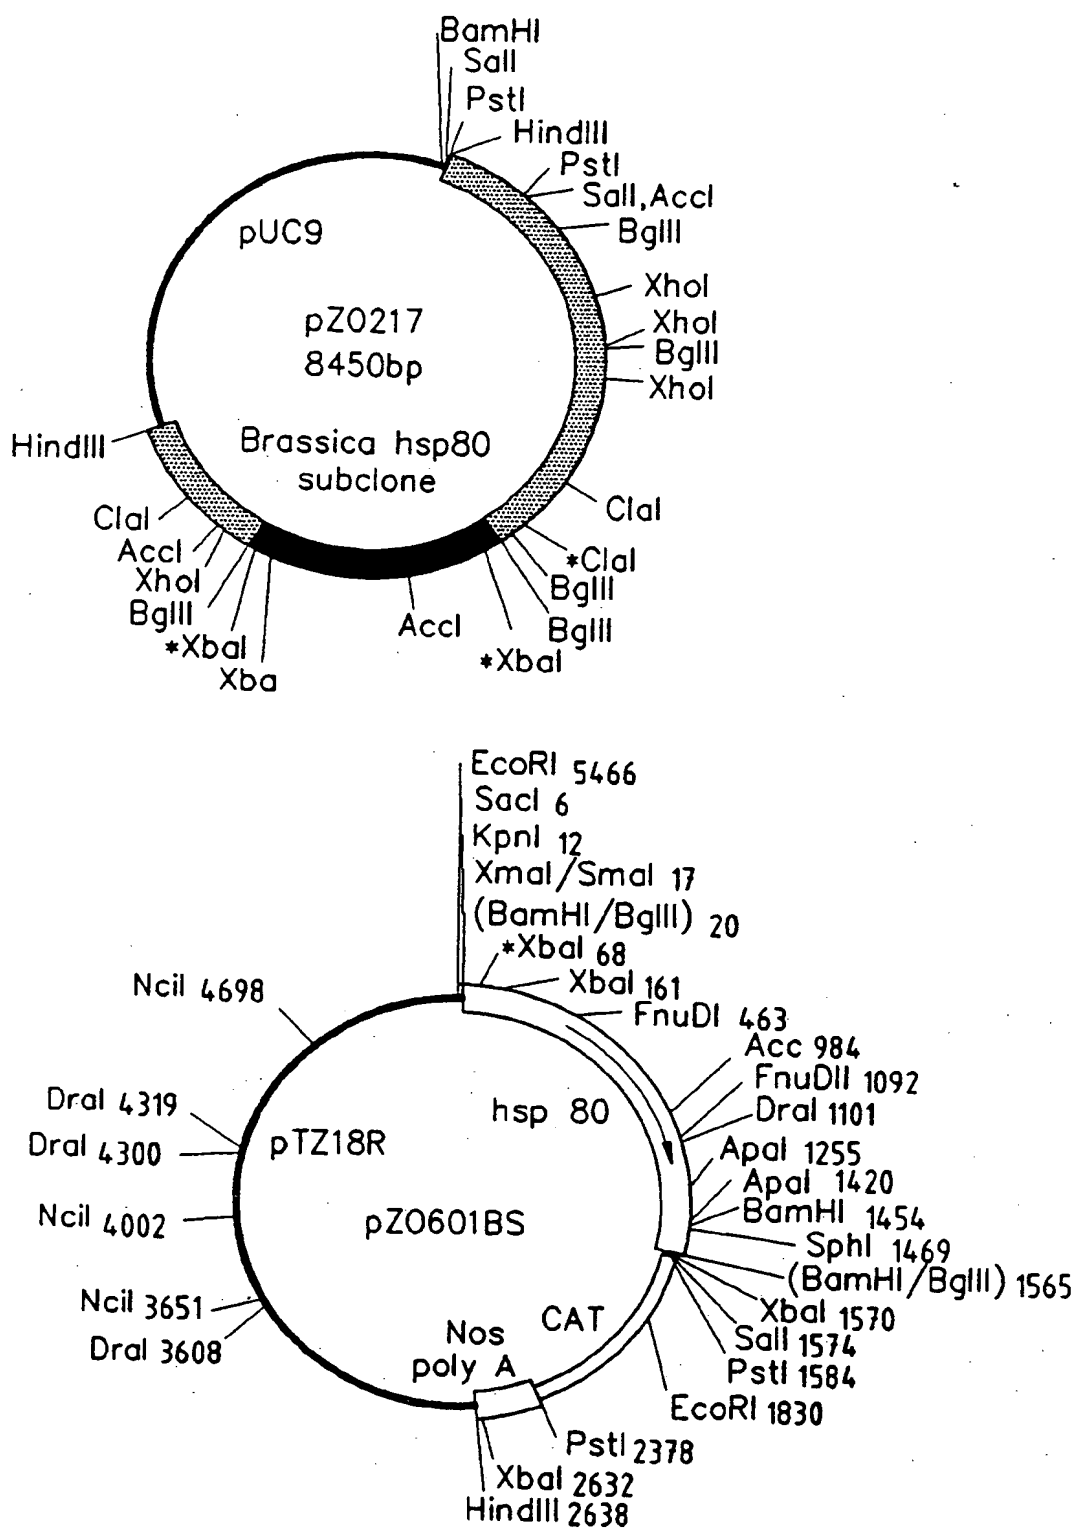 BamHI
SalI
PstI
HindIII
PstI
SalI,AccI
BglII
XhoI
XhoI
BglII
XhoI
ClaI
*ClaI
BglII
BglII
*XbaI
AccI
Xba
*XbaI
BglII
XhoI
AccI
ClaI
HindIII
pUC9
pZO217
8450bp
Brassica hsp80
subclone
EcoRI 5466
SacI 6
KpnI 12
XmaI/SmaI 17
(BamHI/BglII) 20
*XbaI 68
XbaI 161
FnuDI 463
Acc 984
FnuDII 1092
DraI 1101
ApaI 1255
ApaI 1420
BamHI 1454
SphI 1469
(BamHI/BglII) 1565
XbaI 1570
SalI 1574
PstI 1584
EcoRI 1830
PstI 2378
XbaI 2632
HindIII 2638
DraI 3608
NciI 3651
NciI 4002
DraI 4300
DraI 4319
NciI 4698
pTZ18R
hsp 80
pZO601BS
CAT
Nos
poly A